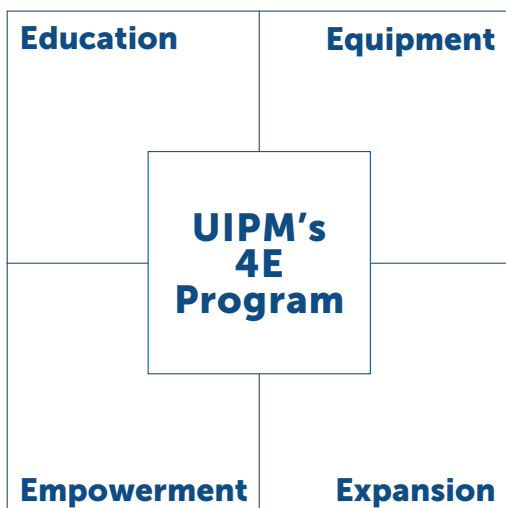 Education
Equipment
UIPM’s
4E
Program
Empowerment
Expansion